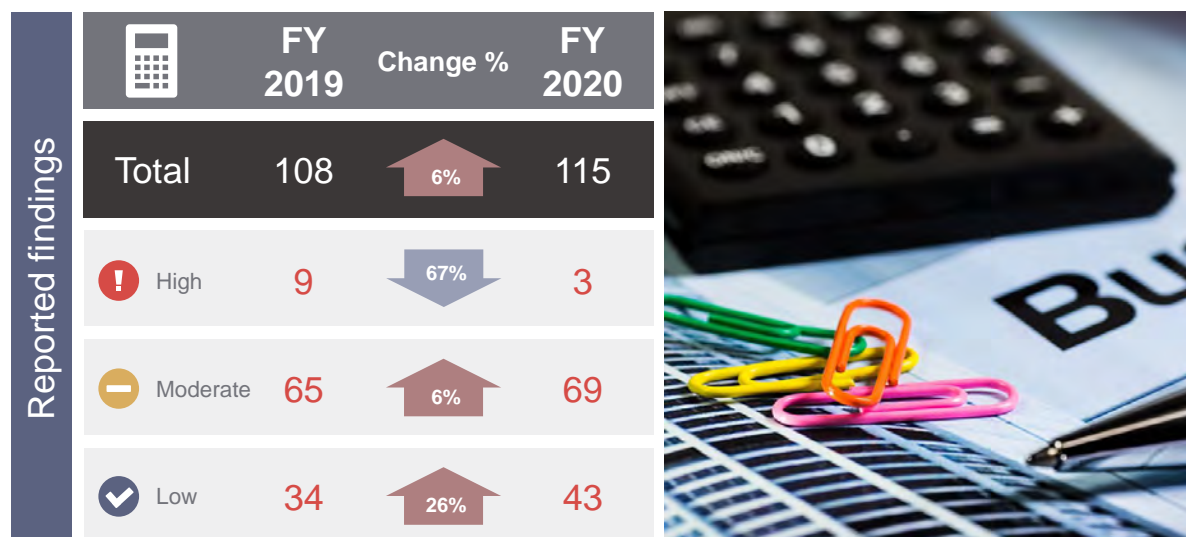 Reported findings
FY 2019 Change % FY 2020
Total 108 6% 115
High 9 67% 3
Moderate 65 6% 69
Low 34 26% 43
Bu